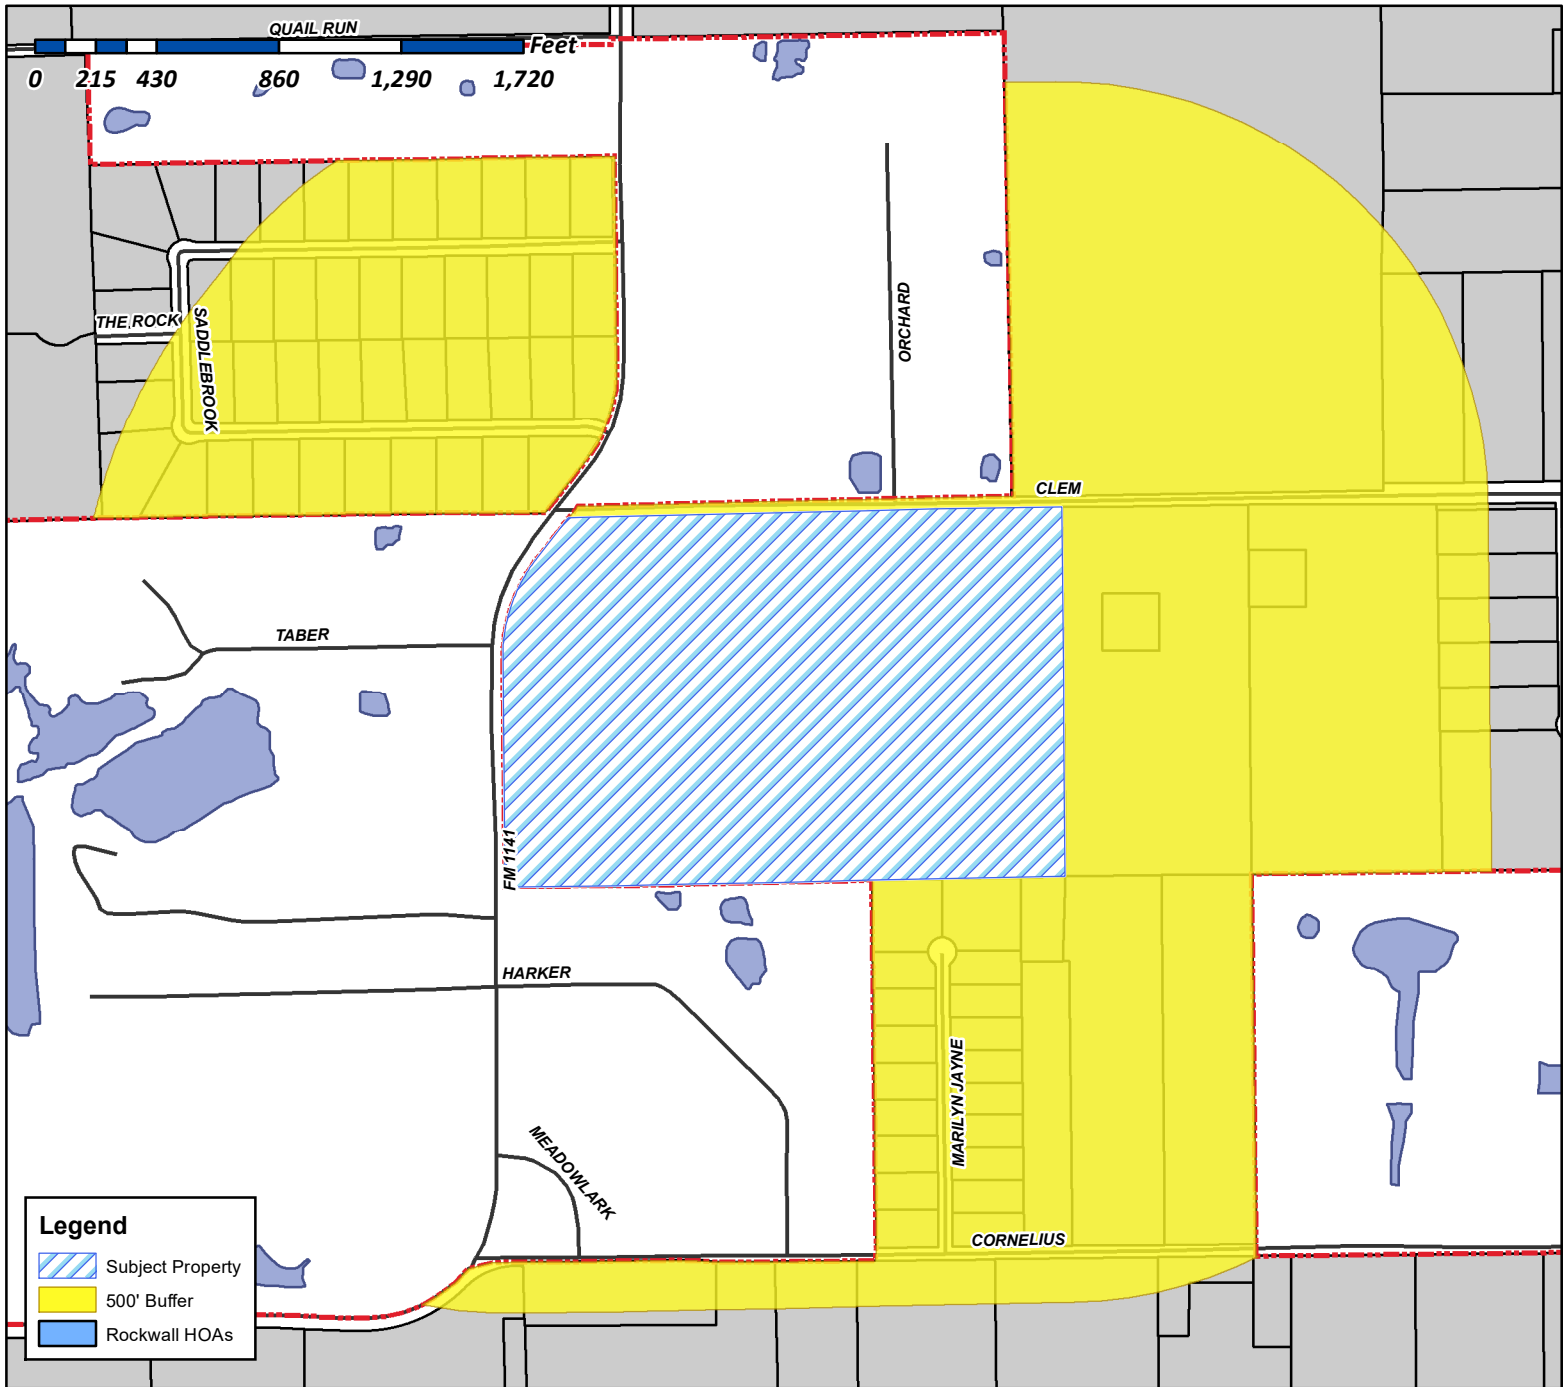 QUAIL RUN
Feet
0 215 430 860 1,290 1,720
ORCHARD
THE ROCK
SADDLEBROOK
CLEM
TABER
FM 1141
HARKER
MARILYN JAYNE
MEADOWLARK
CORNELIUS
Legend
Subject Property
500' Buffer
Rockwall HOAs